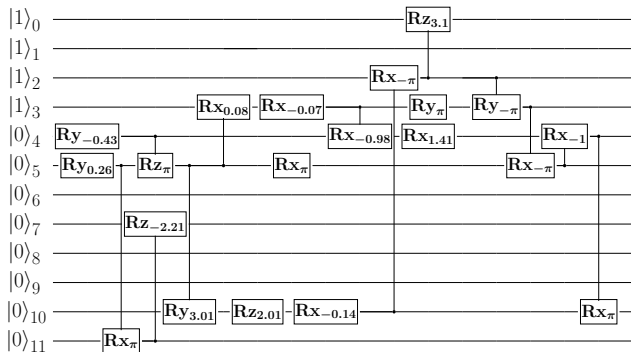 |1⟩₀ Rz₃.₁
|1⟩₁
|1⟩₂ Rx₋π
|1⟩₃ Rx₀.₀₈ Rx₋₀.₀₇ Ryπ Ry₋π
|0⟩₄ Ry₋₀.₄₃ Rx₋₀.₉₈ Rx₁.₄₁ Rx₋₁
|0⟩₅ Ry₀.₂₆ Rzπ Rxπ Rx₋π
|0⟩₆
|0⟩₇ Rz₋₂.₂₁
|0⟩₈
|0⟩₉
|0⟩₁₀ Ry₃.₀₁ Rz₂.₀₁ Rx₋₀.₁₄ Rxπ
|0⟩₁₁ Rxπ